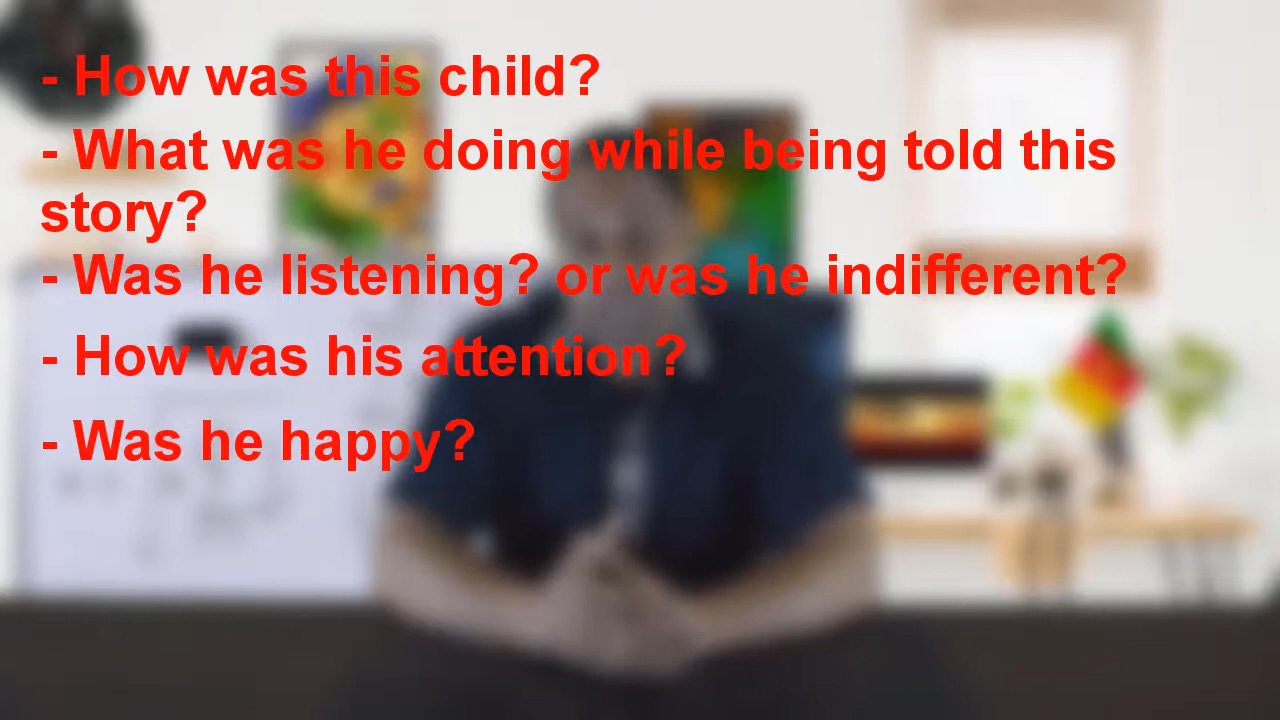 - How was this child?
- What was he doing while being told this
story?
- Was he listening? or was he indifferent?
- How was his attention?
- Was he happy?